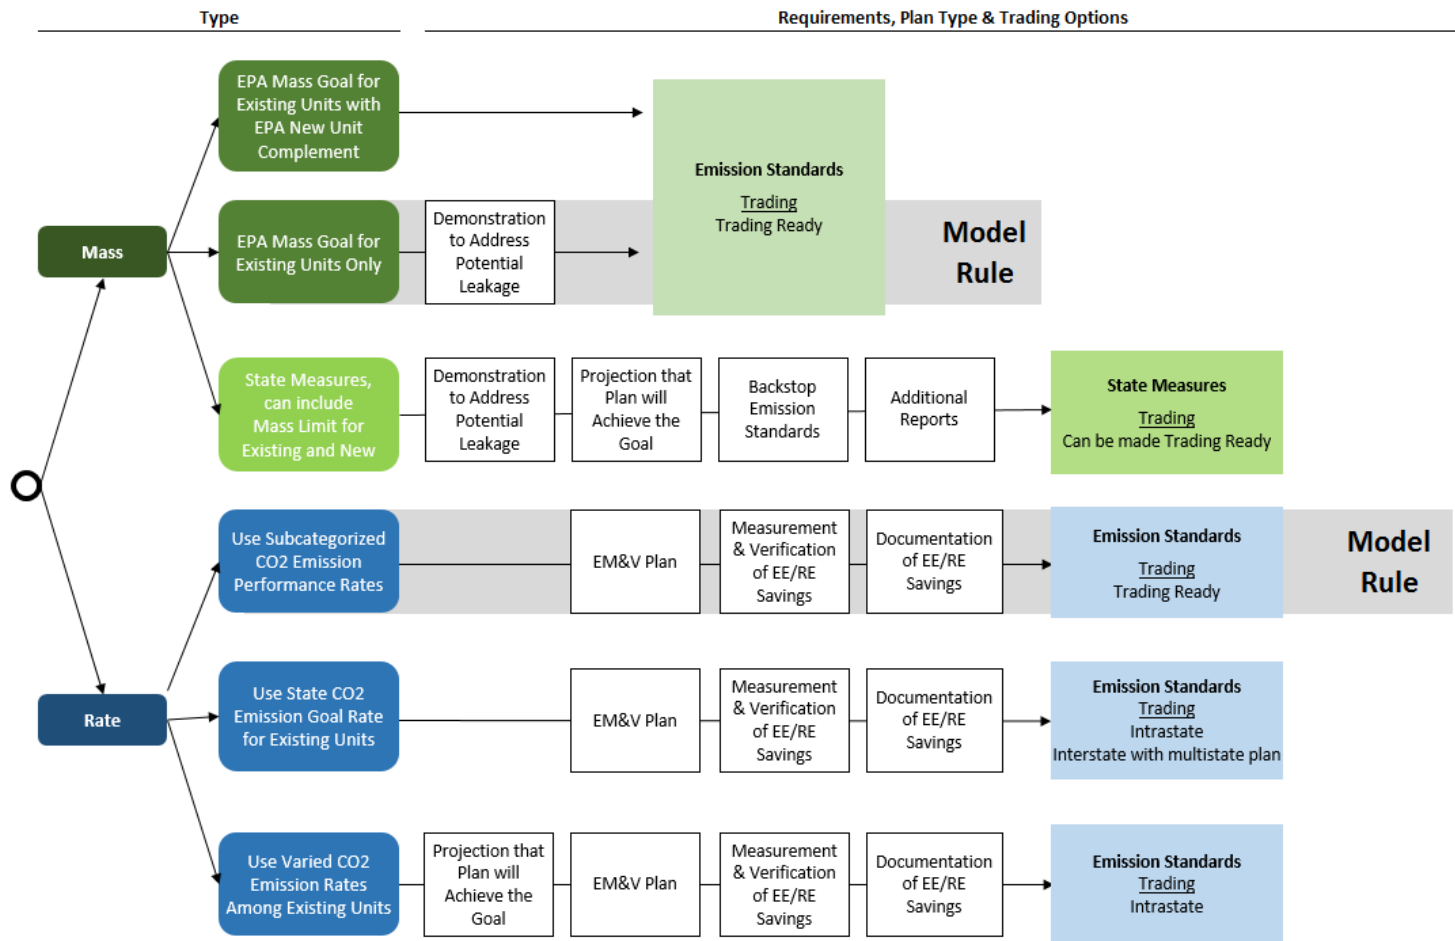 Type
Requirements, Plan Type & Trading Options
EPA Mass Goal for
Existing Units with
EPA New Unit
Complement
Emission Standards
Trading
Trading Ready
Mass
EPA Mass Goal for
Existing Units Only
Demonstration
to Address
Potential
Leakage
Model
Rule
State Measures,
can include
Mass Limit for
Existing and New
Demonstration
to Address
Potential
Leakage
Projection that
Plan will
Achieve the
Goal
Backstop
Emission
Standards
Additional
Reports
State Measures
Trading
Can be made Trading Ready
Use Subcategorized
CO2 Emission
Performance Rates
EM&V Plan
Measurement
& Verification
of EE/RE
Savings
Documentation
of EE/RE
Savings
Emission Standards
Trading
Trading Ready
Model
Rule
Rate
Use State CO2
Emission Goal Rate
for Existing Units
EM&V Plan
Measurement
& Verification
of EE/RE
Savings
Documentation
of EE/RE
Savings
Emission Standards
Trading
Intrastate
Interstate with multistate plan
Use Varied CO2
Emission Rates
Among Existing Units
Projection that
Plan will
Achieve the
Goal
EM&V Plan
Measurement
& Verification
of EE/RE
Savings
Documentation
of EE/RE
Savings
Emission Standards
Trading
Intrastate